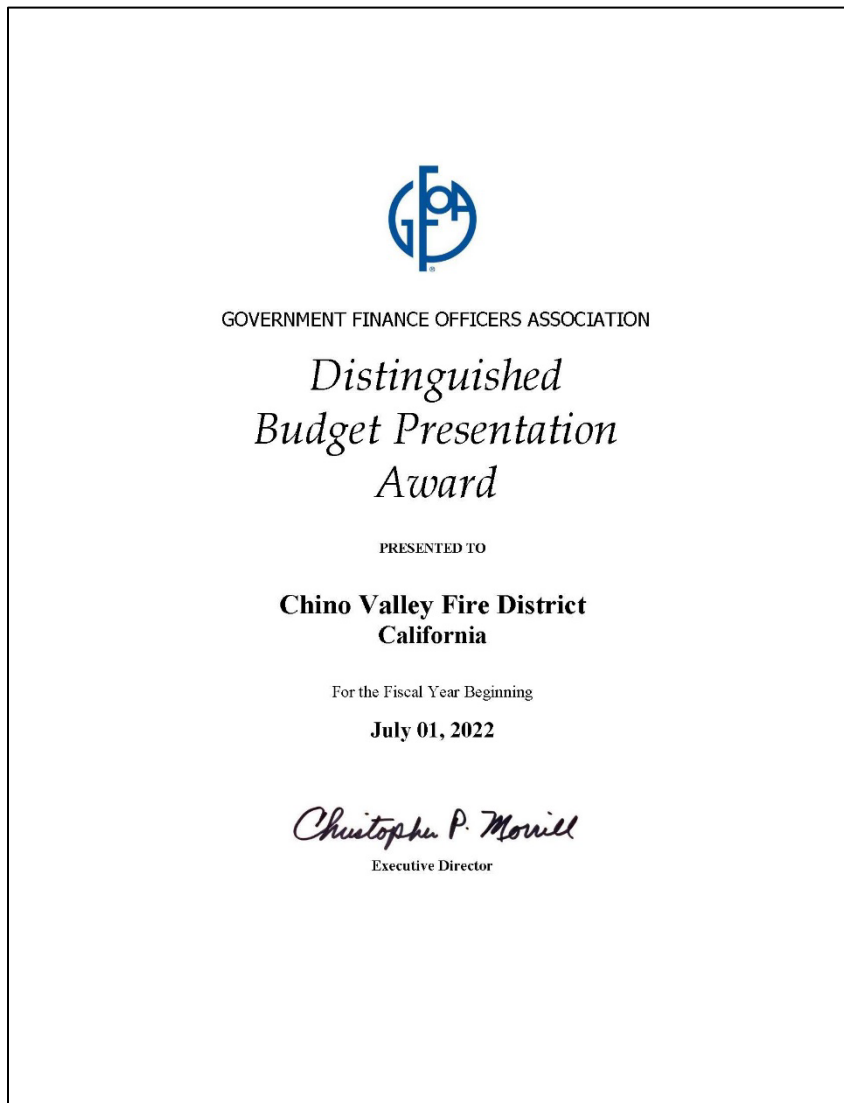 GFOA
®
GOVERNMENT FINANCE OFFICERS ASSOCIATION
Distinguished
Budget Presentation
Award
PRESENTED TO
Chino Valley Fire District
California
For the Fiscal Year Beginning
July 01, 2022
Christopher P. Morrill
Executive Director